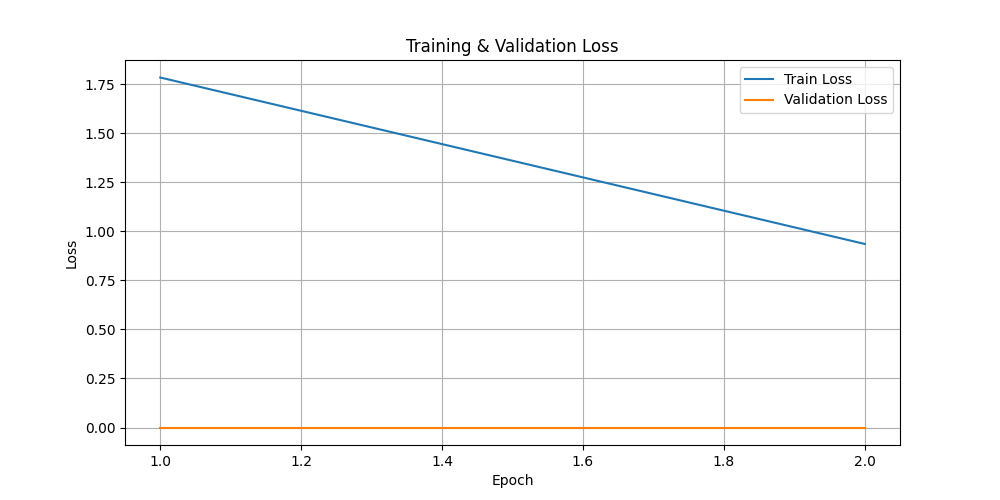 Training & Validation Loss
Train Loss
Validation Loss
1.75
1.50
1.25
1.00
0.75
0.50
0.25
0.00
Loss
1.0 1.2 1.4 1.6 1.8 2.0
Epoch